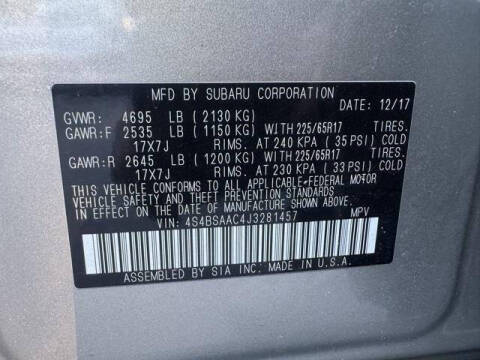 MFD BY SUBARU CORPORATION
GVWR: 4695 LB (2130 KG) DATE: 12/17
GAWR:F 2535 LB (1150 KG) WITH 225/65R17 TIRES.
17X7J RIMS. AT 240 KPA (35 PSI) COLD
GAWR:R 2645 LB (1200 KG) WITH 225/65R17 TIRES.
17X7J RIMS. AT 230 KPA (33 PSI) COLD
THIS VEHICLE CONFORMS TO ALL APPLICABLE FEDERAL MOTOR
VEHICLE SAFETY, BUMPER, AND THEFT PREVENTION STANDARDS
IN EFFECT ON THE DATE OF MANUFACTURE SHOWN ABOVE.
VIN: 4S4BSAAC4J3281457 MPV
ASSEMBLED BY SIA INC. MADE IN U.S.A.